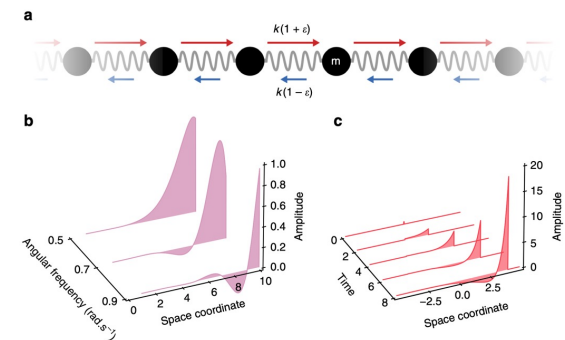 a
k(1 + ε)
m
k(1 − ε)
b
c
1.0
0.8
0.6
0.4
0.2
0.0
Amplitude
0.5
0.7
0.9
Angular frequency (rad.s⁻¹)
0
2
4
6
8
10
Space coordinate
20
15
10
5
0
Amplitude
0
2
4
6
8
Time
−2.5
0.0
2.5
Space coordinate